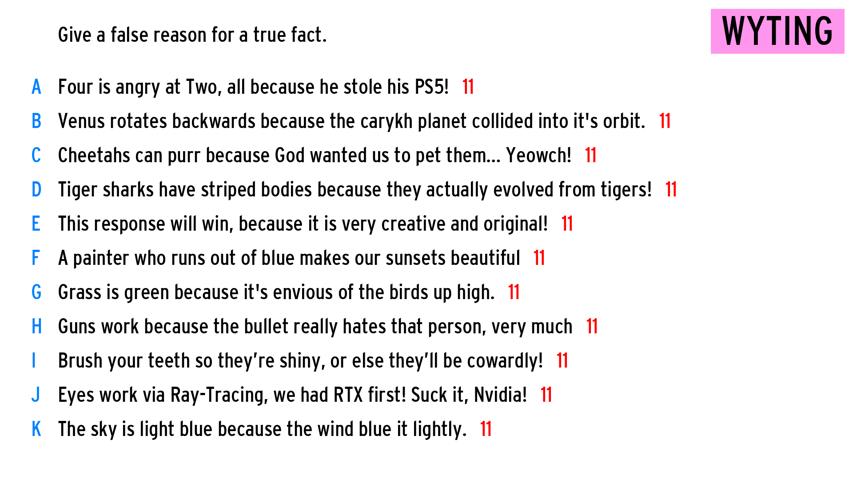 Give a false reason for a true fact.
WYTING
A Four is angry at Two, all because he stole his PS5! 11
B Venus rotates backwards because the carykh planet collided into it's orbit. 11
C Cheetahs can purr because God wanted us to pet them... Yeowch! 11
D Tiger sharks have striped bodies because they actually evolved from tigers! 11
E This response will win, because it is very creative and original! 11
F A painter who runs out of blue makes our sunsets beautiful 11
G Grass is green because it's envious of the birds up high. 11
H Guns work because the bullet really hates that person, very much 11
I Brush your teeth so they’re shiny, or else they’ll be cowardly! 11
J Eyes work via Ray-Tracing, we had RTX first! Suck it, Nvidia! 11
K The sky is light blue because the wind blue it lightly. 11